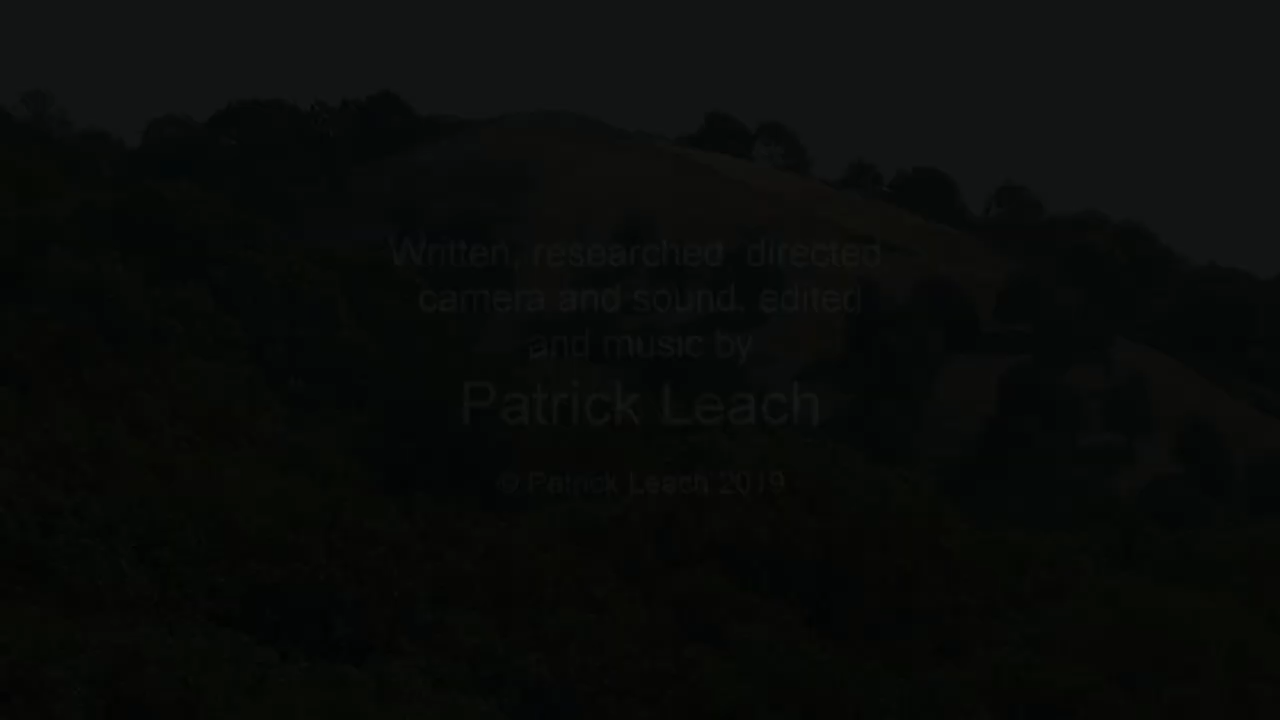 Written, researched, directed
camera and sound, edited
and music by
Patrick Leach
© Patrick Leach 2019